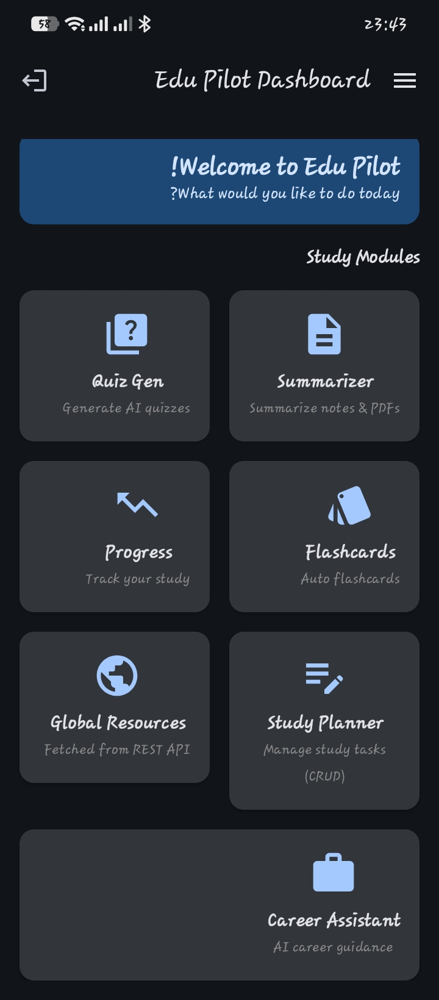 58
23:43
Edu Pilot Dashboard
!Welcome to Edu Pilot
?What would you like to do today
Study Modules
Summarizer
Summarize notes & PDFs
?
Quiz Gen
Generate AI quizzes
Flashcards
Auto flashcards
Progress
Track your study
Study Planner
Manage study tasks
(CRUD)
Global Resources
Fetched from REST API
Career Assistant
AI career guidance